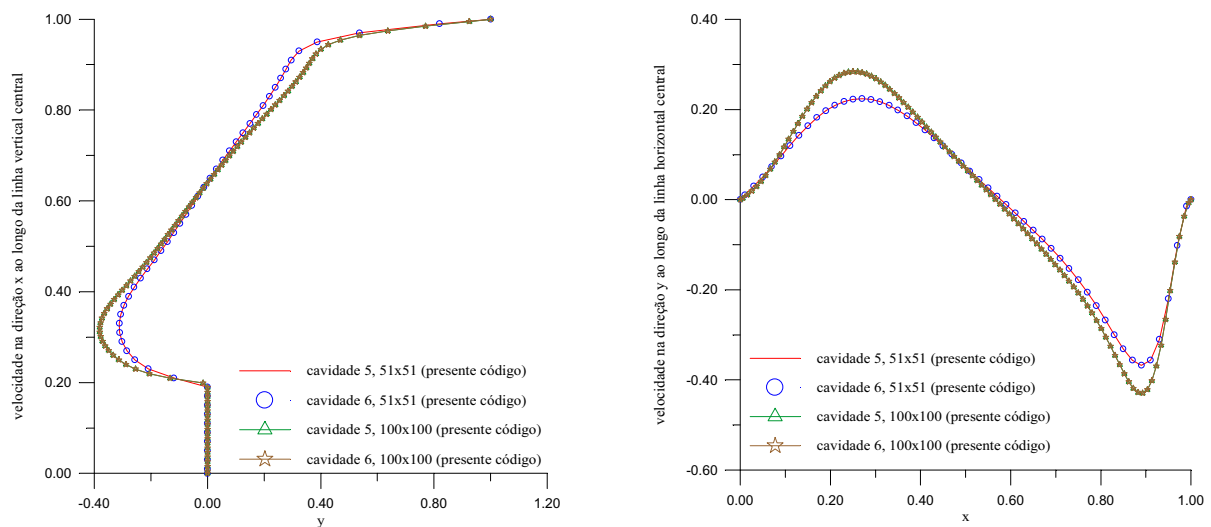 velocidade na direção x ao longo da linha vertical central
1.00
0.80
0.60
0.40
0.20
0.00
-0.40
0.00
0.40
0.80
1.20
y
cavidade 5, 51x51 (presente código)
cavidade 6, 51x51 (presente código)
cavidade 5, 100x100 (presente código)
cavidade 6, 100x100 (presente código)
velocidade na direção y ao longo da linha horizontal central
0.40
0.20
0.00
-0.20
-0.40
-0.60
0.00
0.20
0.40
0.60
0.80
1.00
x
cavidade 5, 51x51 (presente código)
cavidade 6, 51x51 (presente código)
cavidade 5, 100x100 (presente código)
cavidade 6, 100x100 (presente código)